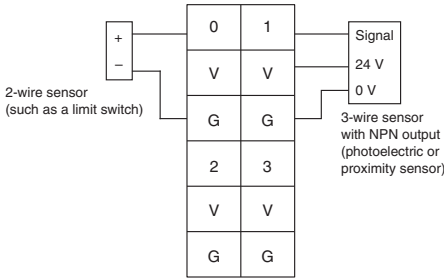 +
−
2-wire sensor
(such as a limit switch)
0 1
V V
G G
2 3
V V
G G
Signal
24 V
0 V
3-wire sensor
with NPN output
(photoelectric or
proximity sensor)